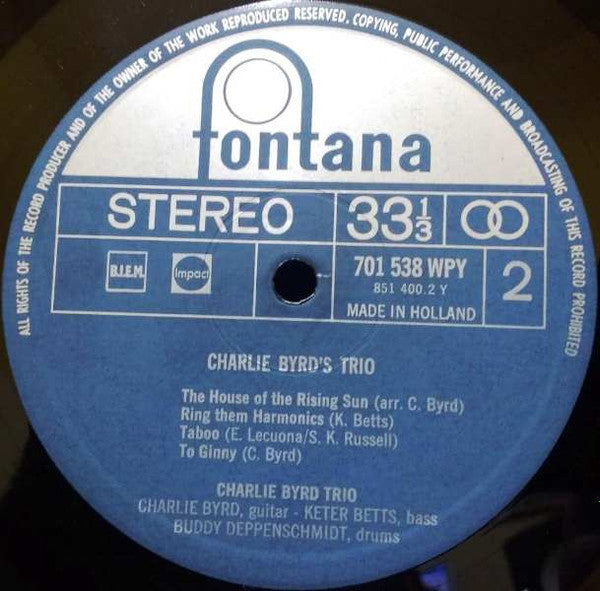 ALL RIGHTS OF THE RECORD PRODUCER AND OF THE OWNER OF THE WORK REPRODUCED RESERVED. COPYING, PUBLIC PERFORMANCE AND BROADCASTING OF THIS RECORD PROHIBITED
fontana
STEREO 33 1/3
B.I.E.M. Impact 701 538 WPY 2
851 400.2 Y
MADE IN HOLLAND
CHARLIE BYRD'S TRIO
The House of the Rising Sun (arr. C. Byrd)
Ring them Harmonics (K. Betts)
Taboo (E. Lecuona/S. K. Russell)
To Ginny (C. Byrd)
CHARLIE BYRD TRIO
CHARLIE BYRD, guitar - KETER BETTS, bass
BUDDY DEPPENSCHMIDT, drums